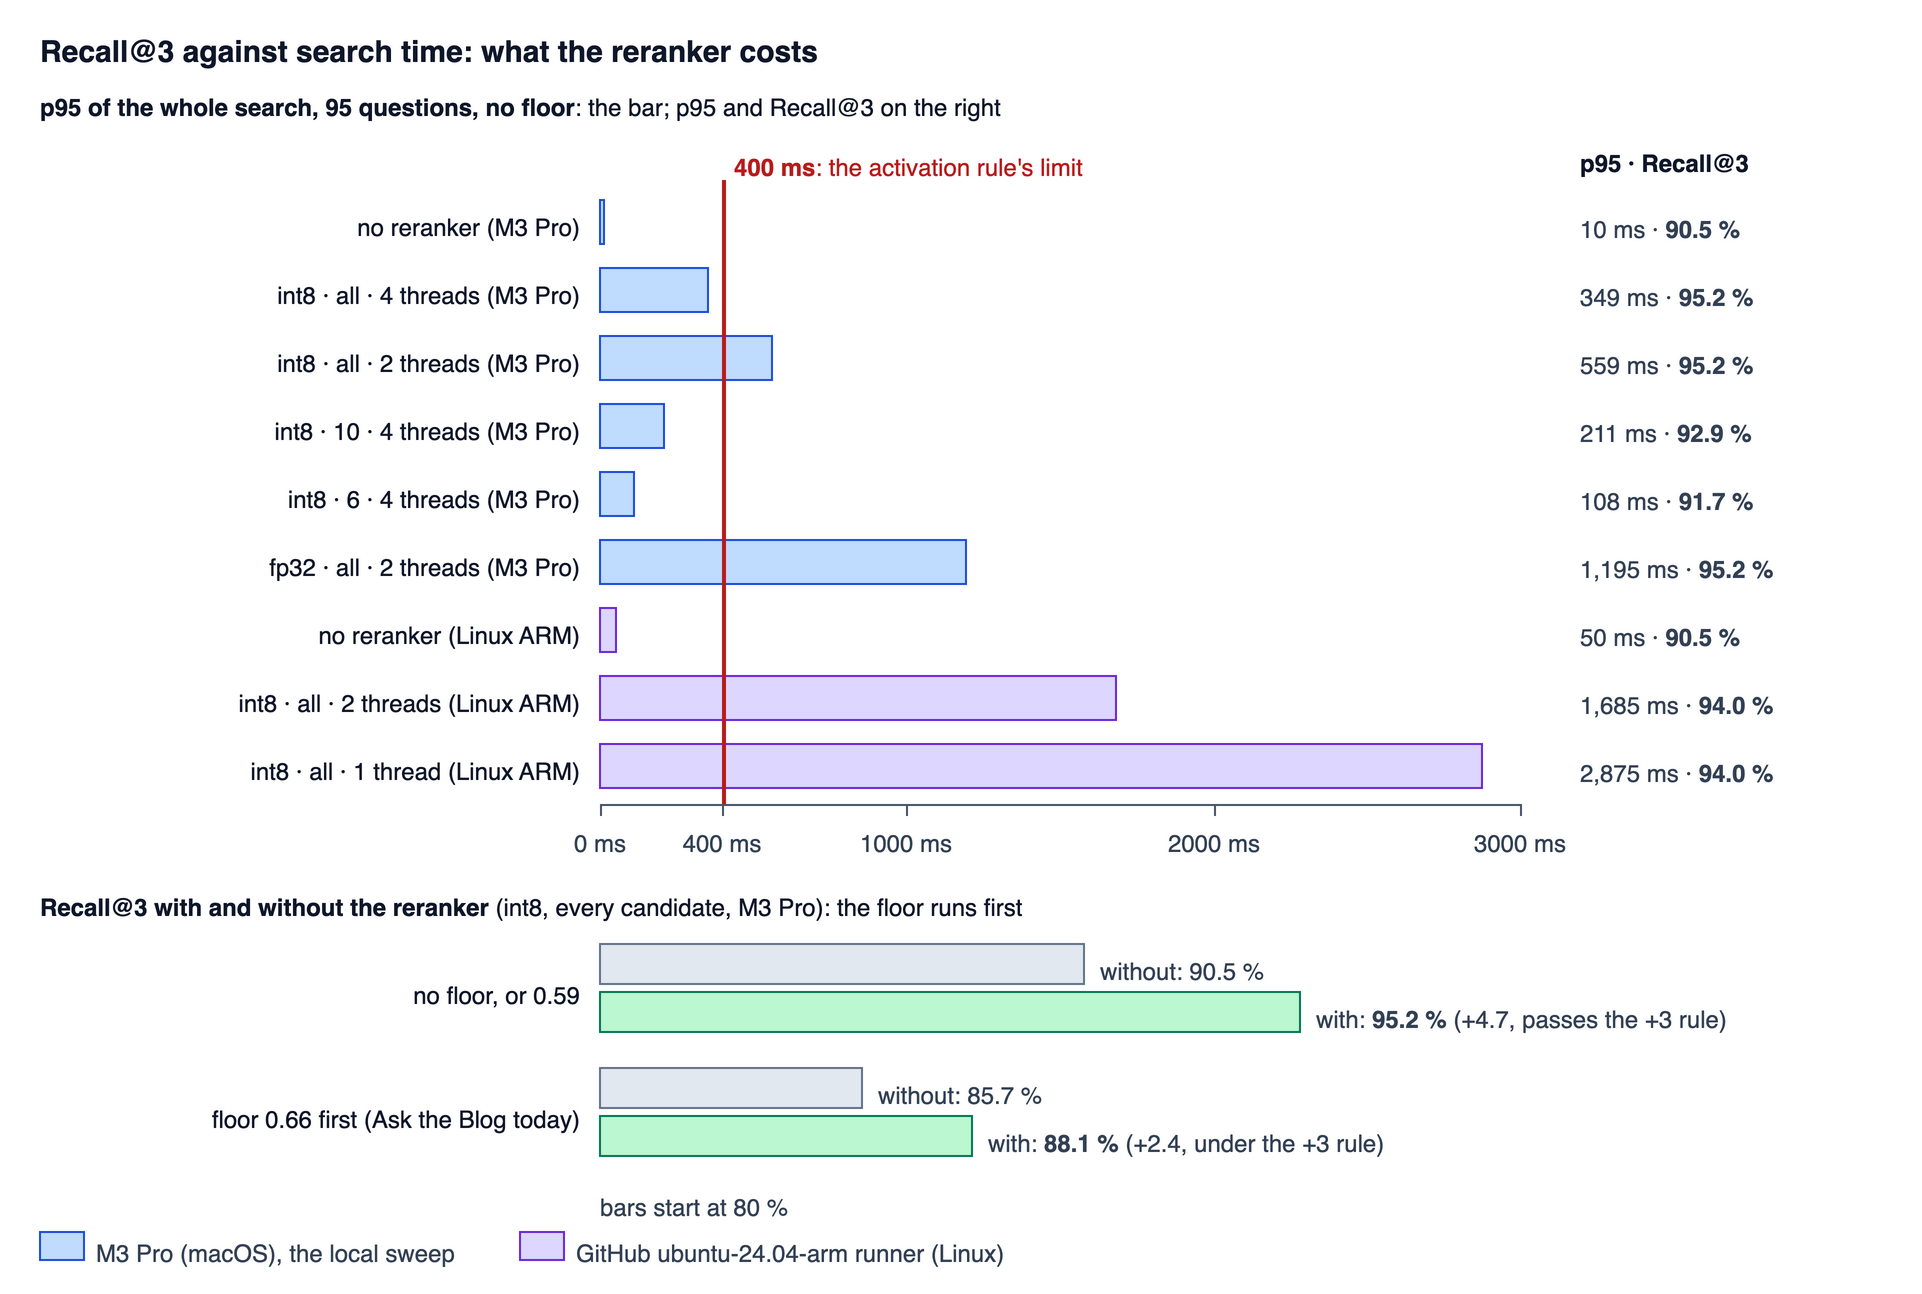 Recall@3 against search time: what the reranker costs
p95 of the whole search, 95 questions, no floor: the bar; p95 and Recall@3 on the right
400 ms: the activation rule's limit
p95 · Recall@3
no reranker (M3 Pro)
10 ms · 90.5 %
int8 · all · 4 threads (M3 Pro)
349 ms · 95.2 %
int8 · all · 2 threads (M3 Pro)
559 ms · 95.2 %
int8 · 10 · 4 threads (M3 Pro)
211 ms · 92.9 %
int8 · 6 · 4 threads (M3 Pro)
108 ms · 91.7 %
fp32 · all · 2 threads (M3 Pro)
1,195 ms · 95.2 %
no reranker (Linux ARM)
50 ms · 90.5 %
int8 · all · 2 threads (Linux ARM)
1,685 ms · 94.0 %
int8 · all · 1 thread (Linux ARM)
2,875 ms · 94.0 %
0 ms
400 ms
1000 ms
2000 ms
3000 ms
Recall@3 with and without the reranker (int8, every candidate, M3 Pro): the floor runs first
no floor, or 0.59
without: 90.5 %
with: 95.2 % (+4.7, passes the +3 rule)
floor 0.66 first (Ask the Blog today)
without: 85.7 %
with: 88.1 % (+2.4, under the +3 rule)
bars start at 80 %
M3 Pro (macOS), the local sweep
GitHub ubuntu-24.04-arm runner (Linux)